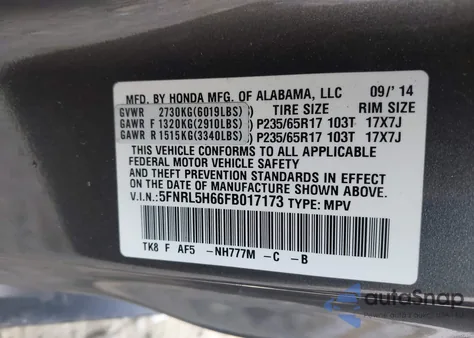 MFD. BY HONDA MFG. OF ALABAMA, LLC 09/'14
GVWR 2730KG(6019LBS) TIRE SIZE RIM SIZE
GAWR F 1320KG(2910LBS) P235/65R17 103T 17X7J
GAWR R 1515KG(3340LBS) P235/65R17 103T 17X7J
THIS VEHICLE CONFORMS TO ALL APPLICABLE
FEDERAL MOTOR VEHICLE SAFETY
AND THEFT PREVENTION STANDARDS IN EFFECT
ON THE DATE OF MANUFACTURE SHOWN ABOVE.
V.I.N.: 5FNRL5H66FB017173 TYPE: MPV
TK8 F AF5 -NH777M -C -B
autoSnap